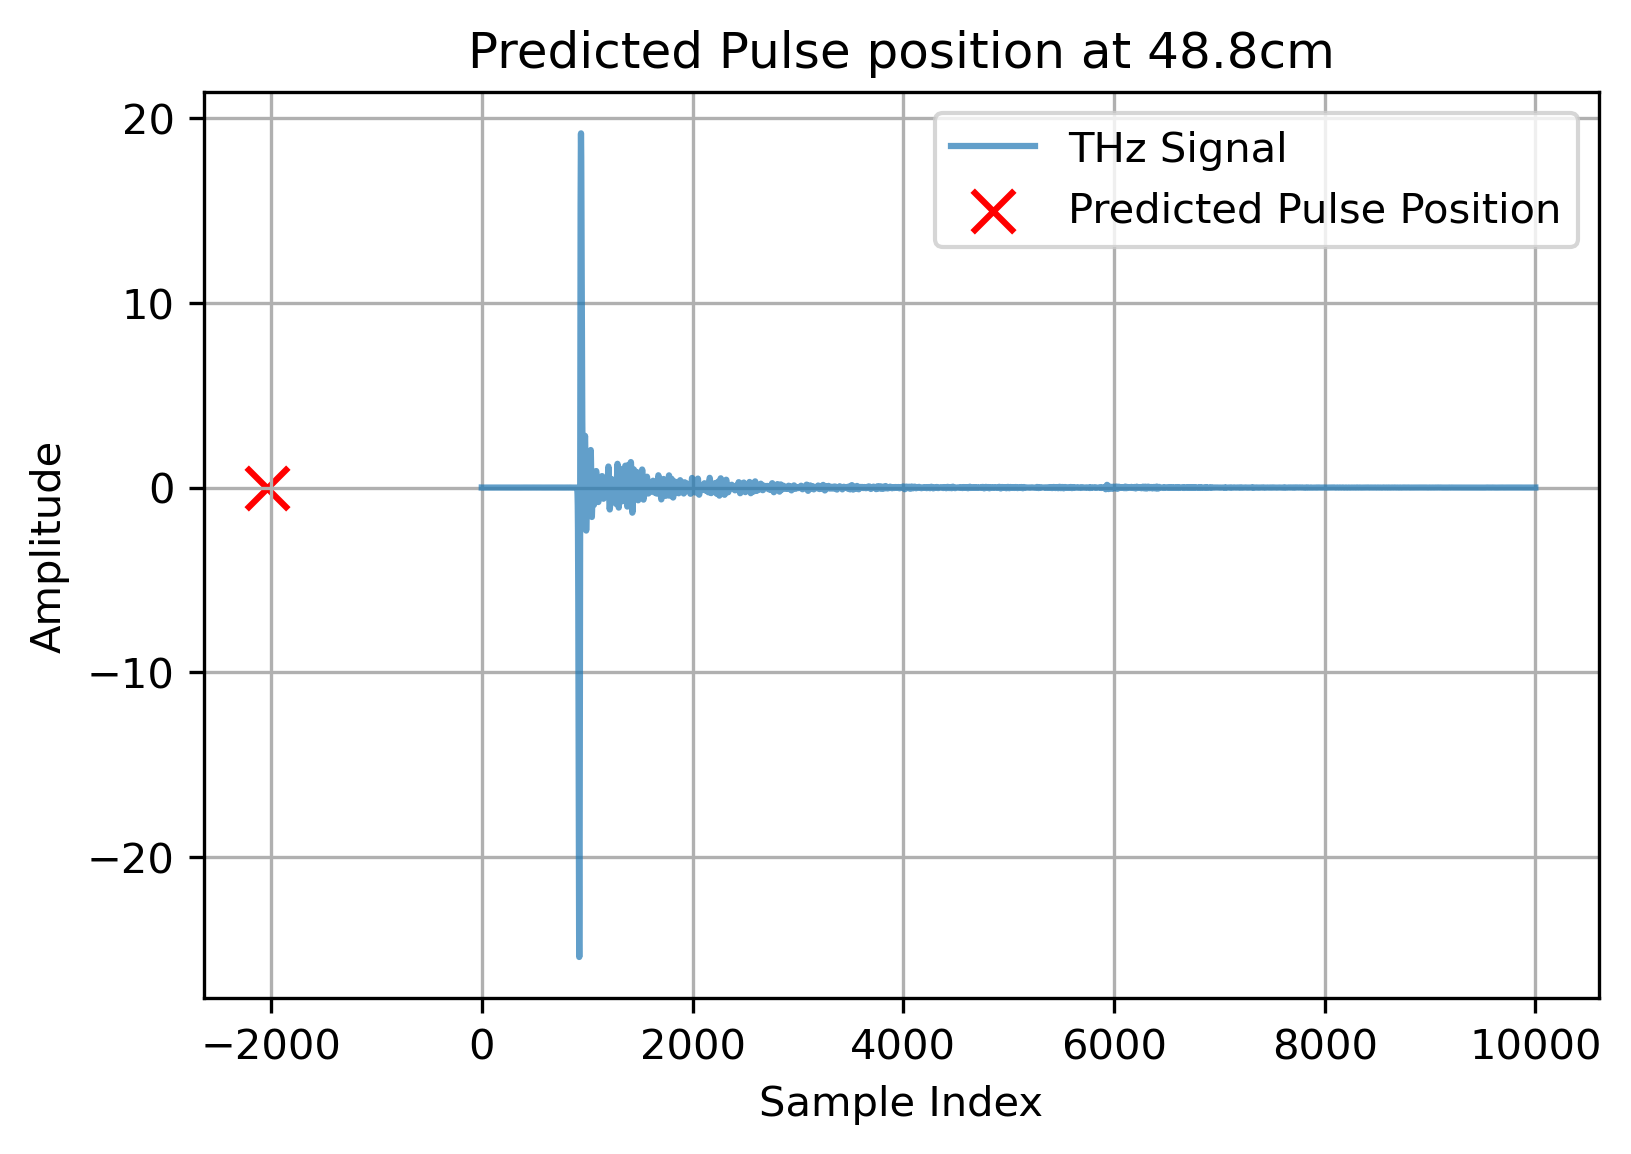 Predicted Pulse position at 48.8cm
THz Signal
Predicted Pulse Position
20
10
0
−10
−20
Amplitude
−2000 0 2000 4000 6000 8000 10000
Sample Index